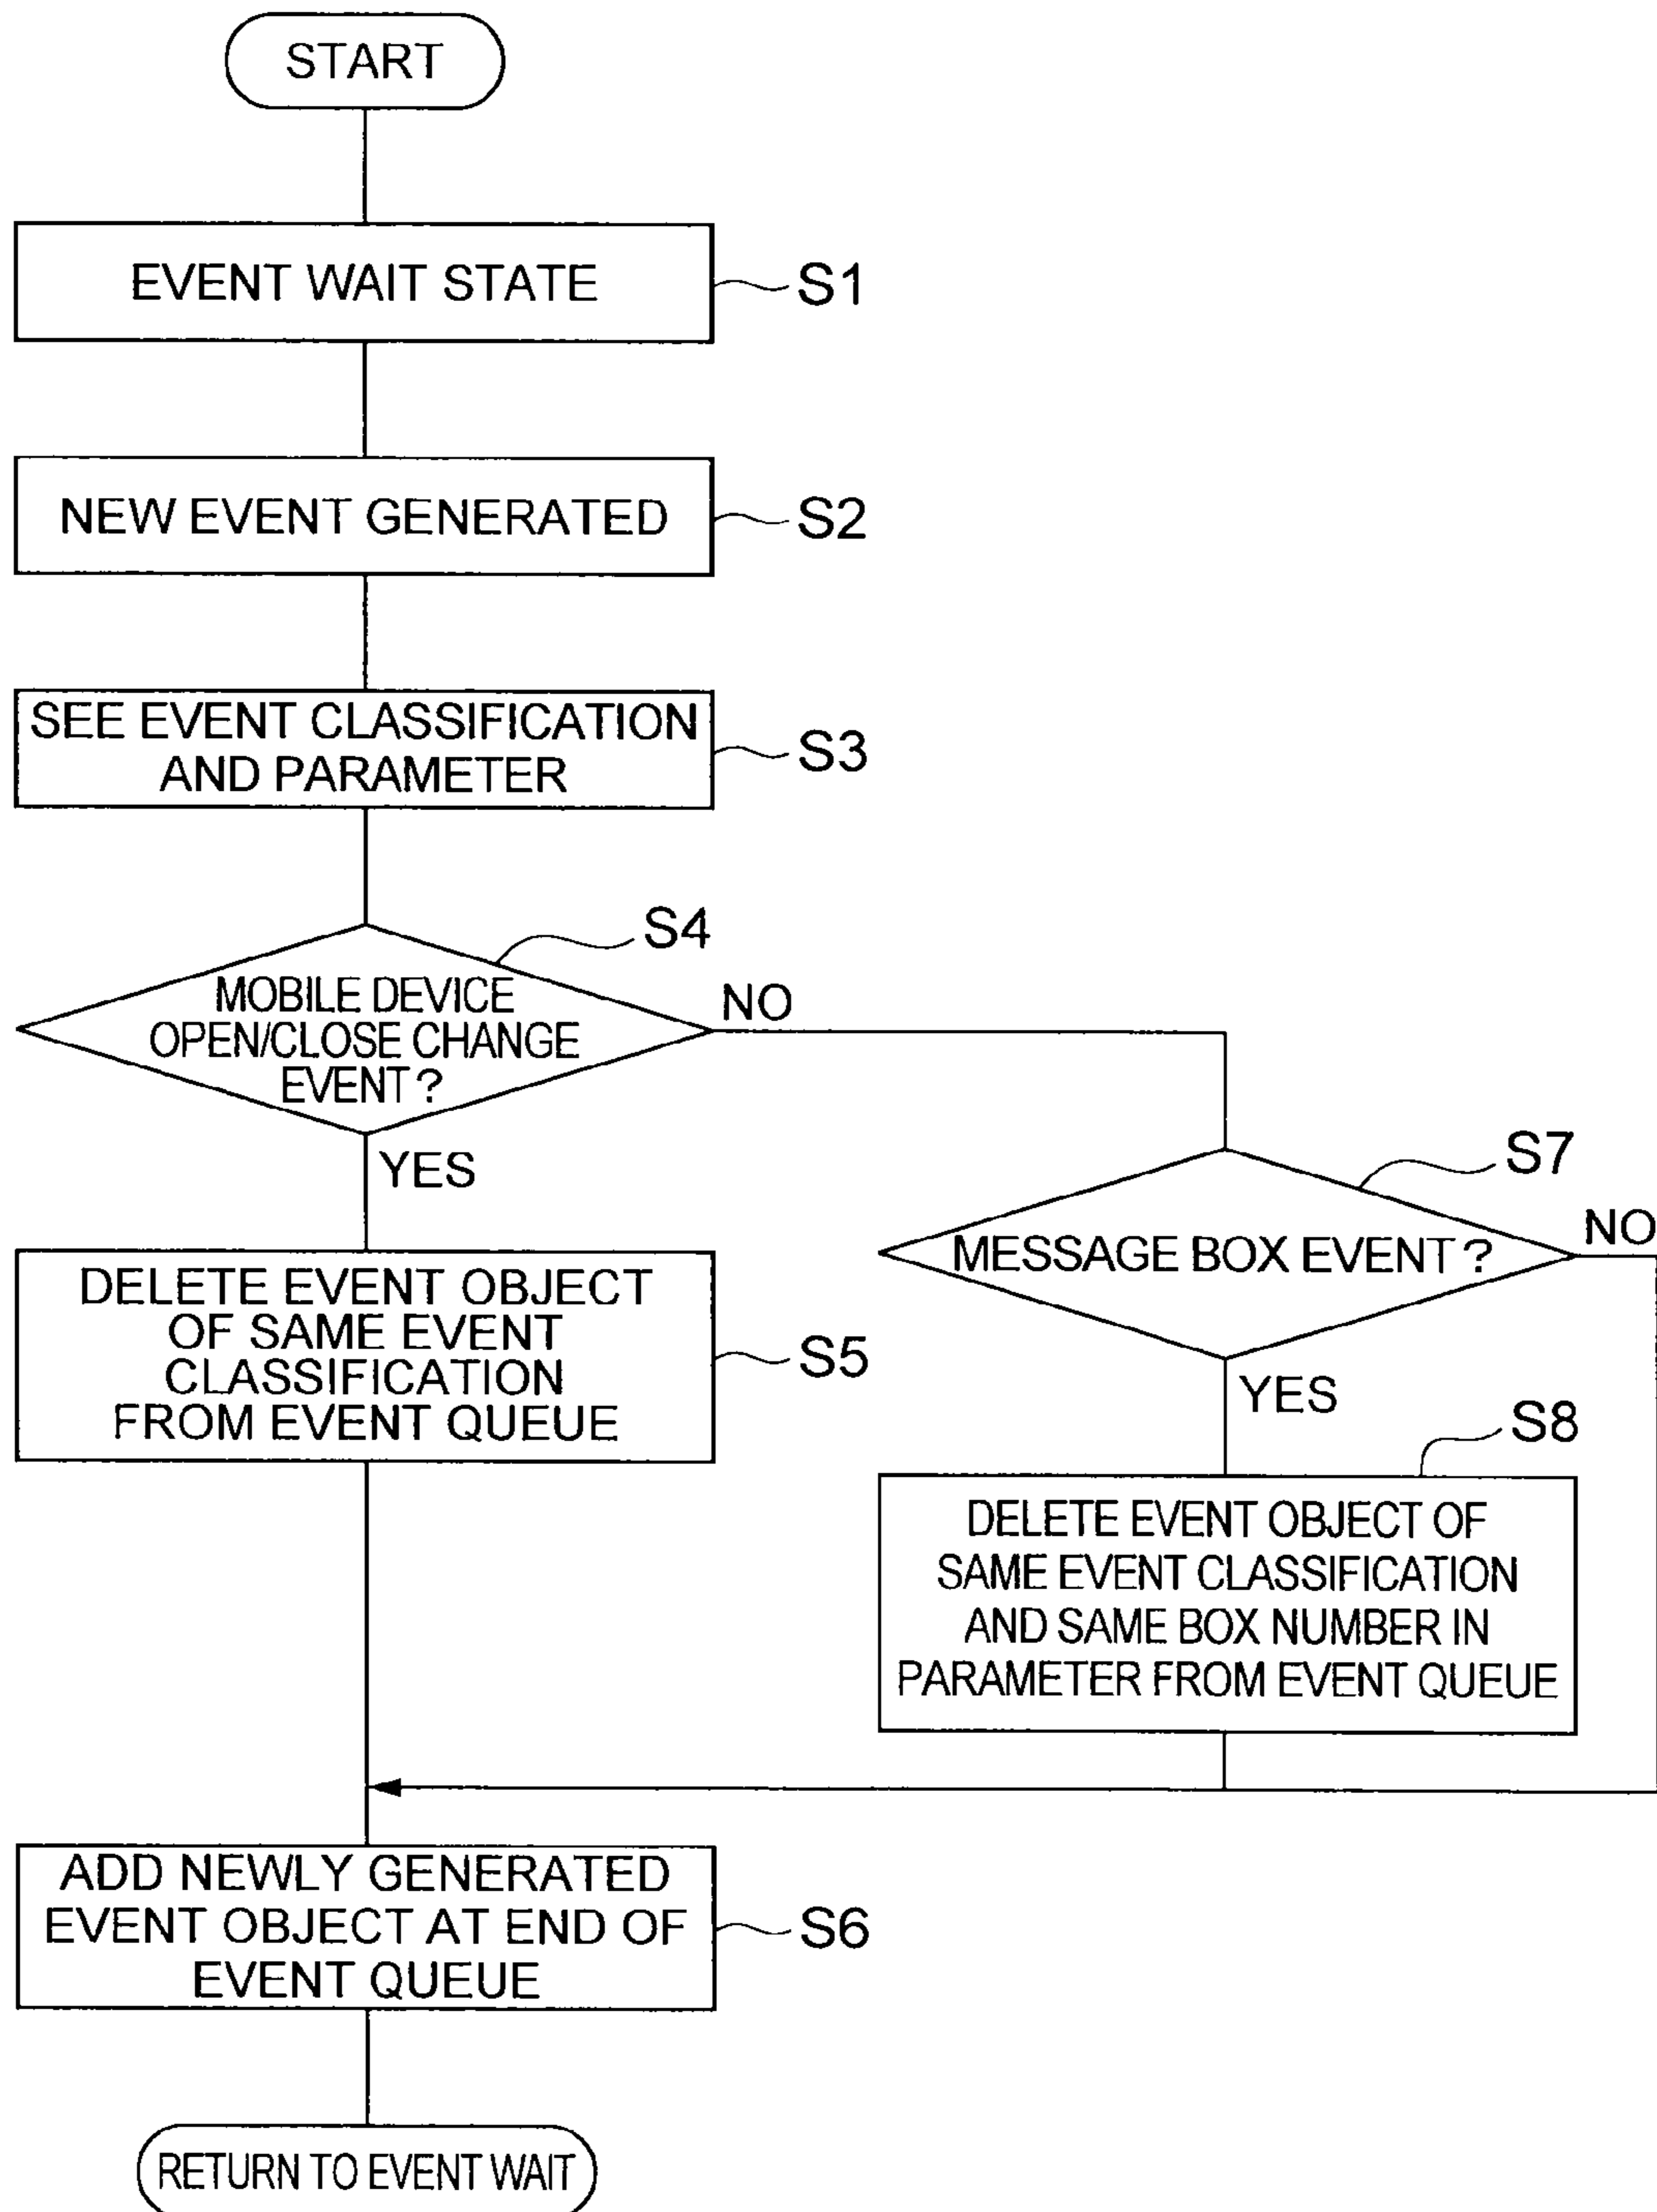 START
EVENT WAIT STATE
S1
NEW EVENT GENERATED
S2
SEE EVENT CLASSIFICATION
AND PARAMETER
S3
S4
MOBILE DEVICE
OPEN/CLOSE CHANGE
EVENT?
NO
YES
S7
MESSAGE BOX EVENT?
NO
YES
DELETE EVENT OBJECT
OF SAME EVENT
CLASSIFICATION
FROM EVENT QUEUE
S5
S8
DELETE EVENT OBJECT OF
SAME EVENT CLASSIFICATION
AND SAME BOX NUMBER IN
PARAMETER FROM EVENT QUEUE
ADD NEWLY GENERATED
EVENT OBJECT AT END OF
EVENT QUEUE
S6
RETURN TO EVENT WAIT